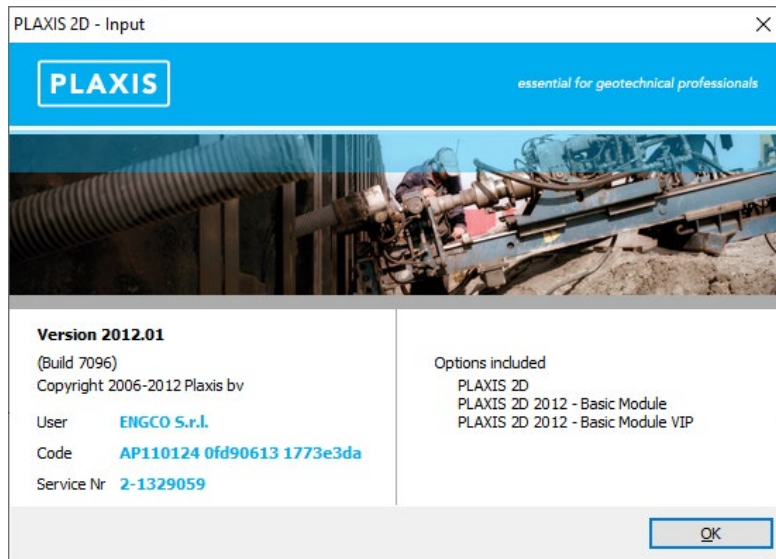 PLAXIS 2D - Input
PLAXIS
essential for geotechnical professionals
Version 2012.01
(Build 7096)
Copyright 2006-2012 Plaxis bv
User ENGCO S.r.l.
Code AP110124 0fd90613 1773e3da
Service Nr 2-1329059
Options included
PLAXIS 2D
PLAXIS 2D 2012 - Basic Module
PLAXIS 2D 2012 - Basic Module VIP
OK